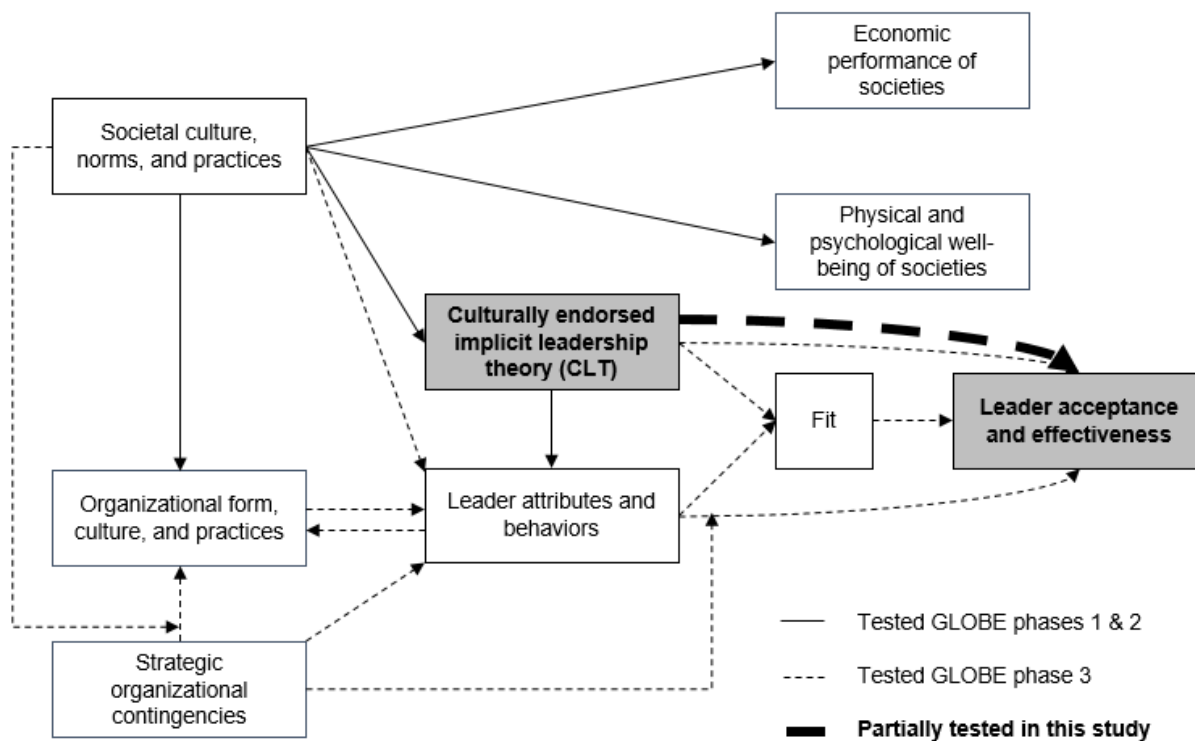 Economic
performance of
societies
Societal culture,
norms, and practices
Physical and
psychological well-
being of societies
Culturally endorsed
implicit leadership
theory (CLT)
Fit
Leader acceptance
and effectiveness
Organizational form,
culture, and practices
Leader attributes and
behaviors
Strategic
organizational
contingencies
Tested GLOBE phases 1 & 2
Tested GLOBE phase 3
Partially tested in this study